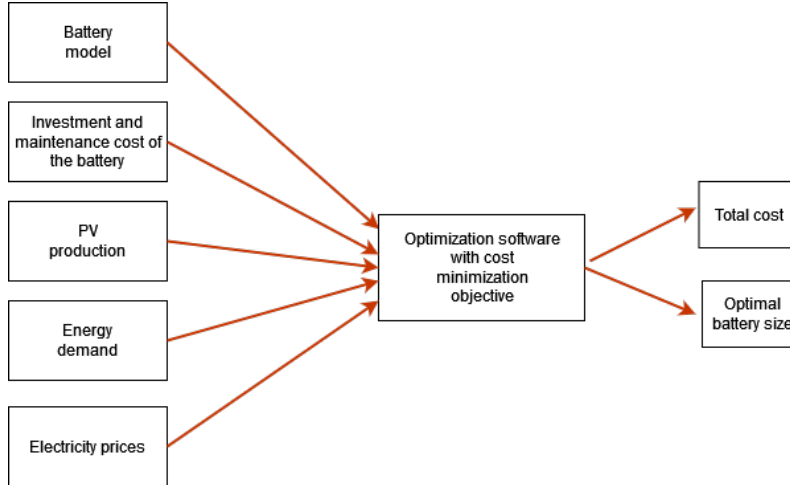 Battery
model
Investment and
maintenance cost of
the battery
PV
production
Energy
demand
Electricity prices
Optimization software
with cost
minimization
objective
Total cost
Optimal
battery size